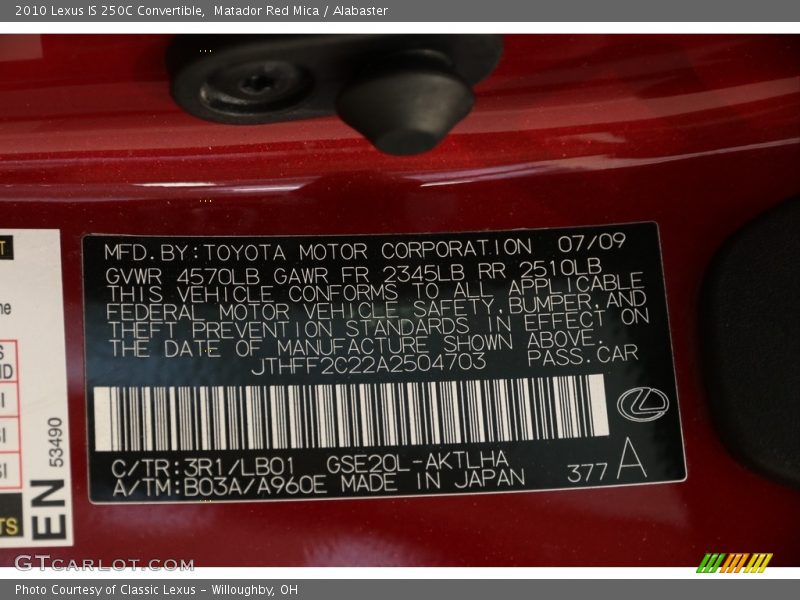 2010 Lexus IS 250C Convertible,  Matador Red Mica / Alabaster
MFD.BY:TOYOTA MOTOR CORPORATION 07/09
GVWR 4570LB GAWR FR 2345LB RR 2510LB
THIS VEHICLE CONFORMS TO ALL APPLICABLE
FEDERAL MOTOR VEHICLE SAFETY,BUMPER,AND
THEFT PREVENTION STANDARDS IN EFFECT ON
THE DATE OF MANUFACTURE SHOWN ABOVE.
JTHFF2C22A2504703 PASS.CAR
C/TR:3R1/LB01 GSE20L-AKTLHA
A/TM:B03A/A960E MADE IN JAPAN 377 A
EN 53490
GTCARLOT.COM
Photo Courtesy of Classic Lexus - Willoughby, OH